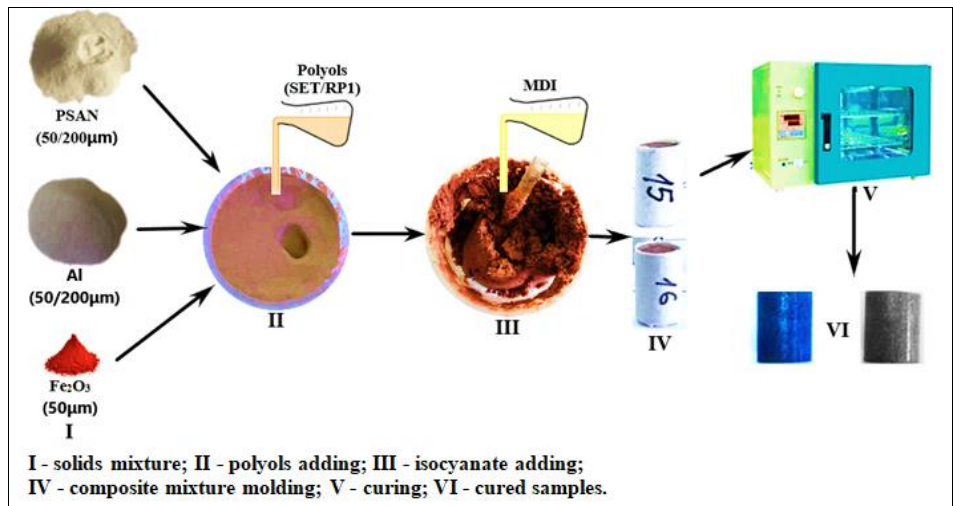 PSAN
(50/200μm)
Al
(50/200μm)
Fe₂O₃
(50μm)
I
Polyols
(SET/RP1)
II
MDI
III
15
16
IV
V
VI
I - solids mixture; II - polyols adding; III - isocyanate adding;
IV - composite mixture molding; V - curing; VI - cured samples.